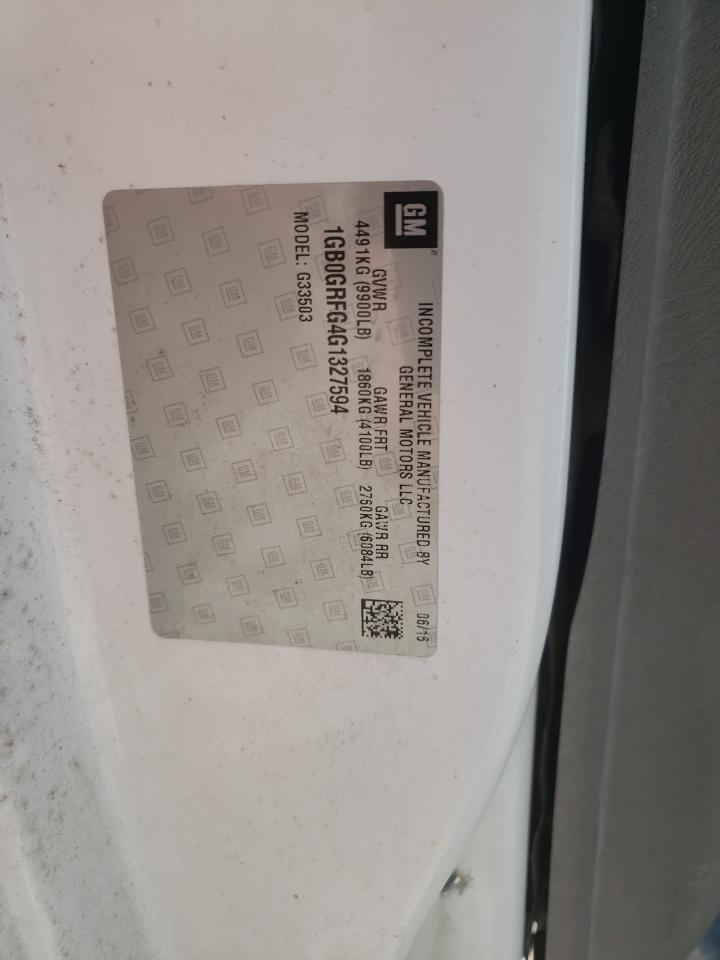 GM
INCOMPLETE VEHICLE MANUFACTURED BY
GENERAL MOTORS LLC
06/16
GVWR GAWR FRT GAWR RR
4491KG (9900LB) 1860KG (4100LB) 2760KG (6084LB)
1GB0GRFG4G1327594
MODEL: G33503